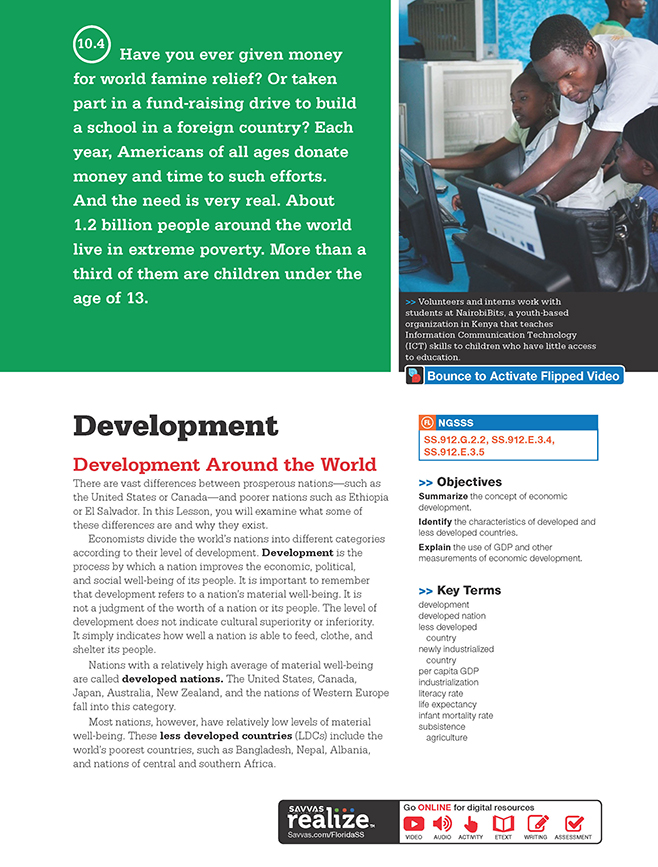 10.4
Have you ever given money
for world famine relief? Or taken
part in a fund-raising drive to build
a school in a foreign country? Each
year, Americans of all ages donate
money and time to such efforts.
And the need is very real. About
1.2 billion people around the world
live in extreme poverty. More than a
third of them are children under the
age of 13.
>> Volunteers and interns work with
students at NairobiBits, a youth-based
organization in Kenya that teaches
Information Communication Technology
(ICT) skills to children who have little access
to education.
Bounce to Activate Flipped Video
Development
Development Around the World
There are vast differences between prosperous nations—such as
the United States or Canada—and poorer nations such as Ethiopia
or El Salvador. In this Lesson, you will examine what some of
these differences are and why they exist.
Economists divide the world's nations into different categories
according to their level of development. Development is the
process by which a nation improves the economic, political,
and social well-being of its people. It is important to remember
that development refers to a nation's material well-being. It is
not a judgment of the worth of a nation or its people. The level of
development does not indicate cultural superiority or inferiority.
It simply indicates how well a nation is able to feed, clothe, and
shelter its people.
Nations with a relatively high average of material well-being
are called developed nations. The United States, Canada,
Japan, Australia, New Zealand, and the nations of Western Europe
fall into this category.
Most nations, however, have relatively low levels of material
well-being. These less developed countries (LDCs) include the
world's poorest countries, such as Bangladesh, Nepal, Albania,
and nations of central and southern Africa.
FL NGSSS
SS.912.G.2.2, SS.912.E.3.4,
SS.912.E.3.5
>> Objectives
Summarize the concept of economic
development.
Identify the characteristics of developed and
less developed countries.
Explain the use of GDP and other
measurements of economic development.
>> Key Terms
development
developed nation
less developed
country
newly industrialized
country
per capita GDP
industrialization
literacy rate
life expectancy
infant mortality rate
subsistence
agriculture
SAVVAS
realize™
Savvas.com/FloridaSS
Go ONLINE for digital resources
VIDEO AUDIO ACTIVITY ETEXT WRITING ASSESSMENT